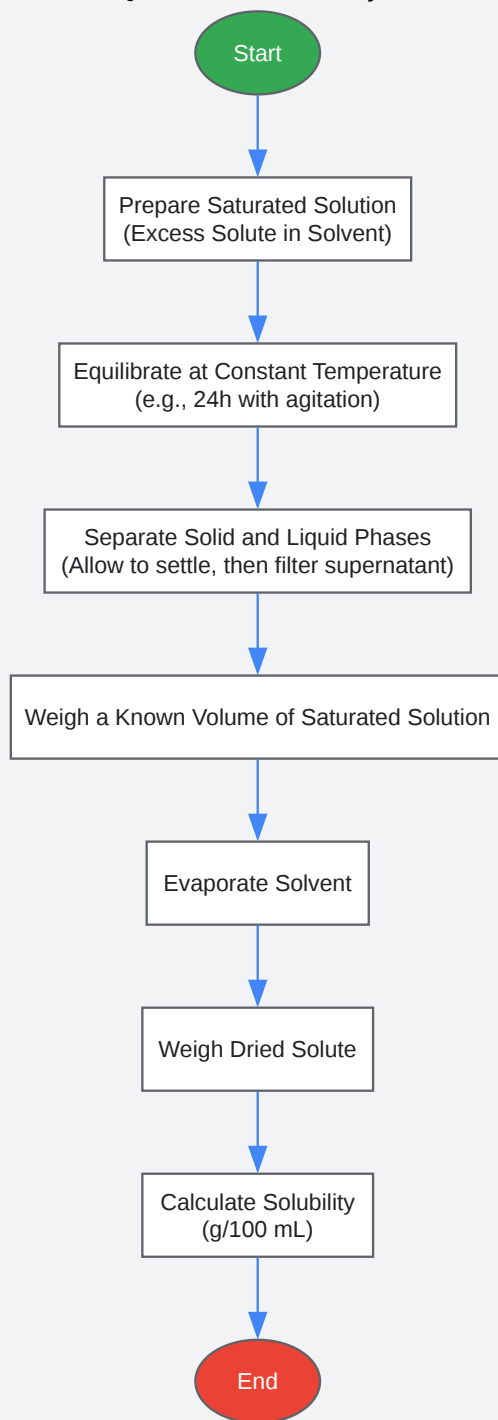 Start
Prepare Saturated Solution
(Excess Solute in Solvent)
Equilibrate at Constant Temperature
(e.g., 24h with agitation)
Separate Solid and Liquid Phases
(Allow to settle, then filter supernatant)
Weigh a Known Volume of Saturated Solution
Evaporate Solvent
Weigh Dried Solute
Calculate Solubility
(g/100 mL)
End